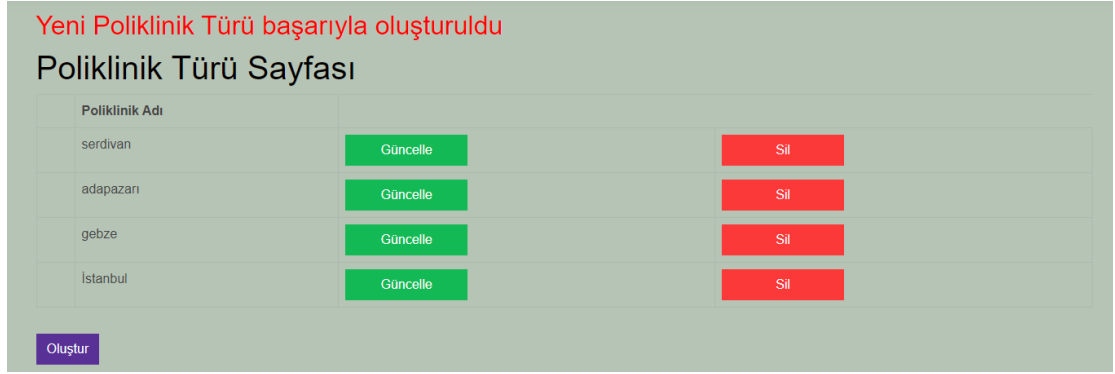 Yeni Poliklinik Türü başarıyla oluşturuldu
Poliklinik Türü Sayfası
Poliklinik Adı
serdivan Güncelle Sil
adapazarı Güncelle Sil
gebze Güncelle Sil
İstanbul Güncelle Sil
Oluştur